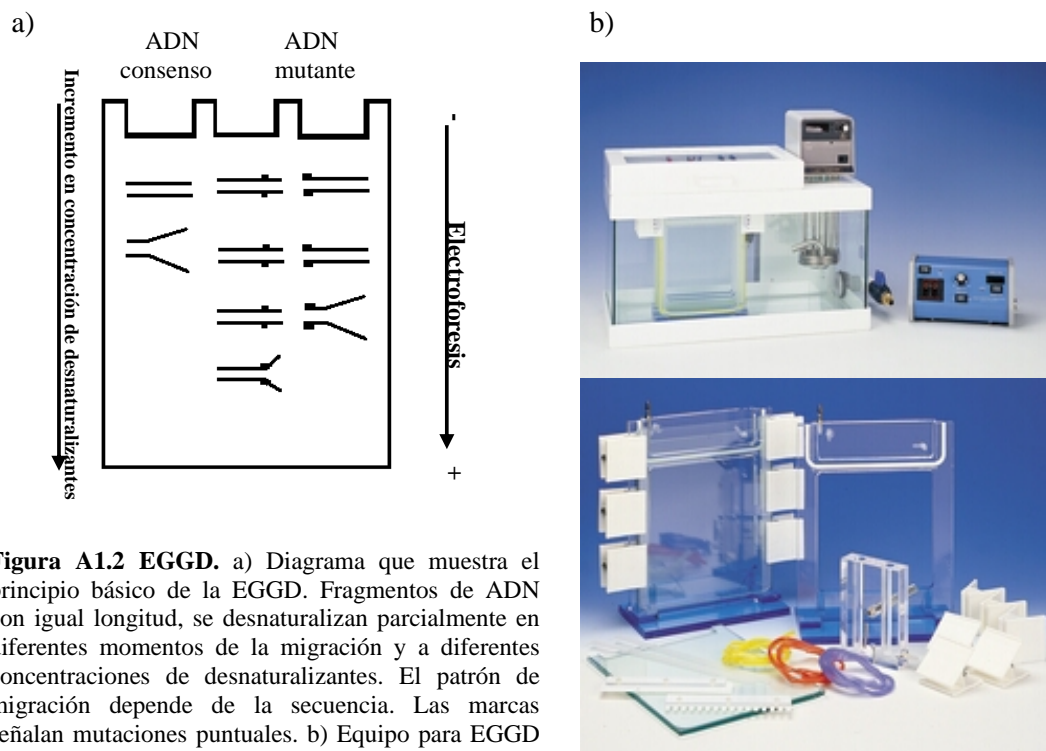 a)
b)
ADN
consenso
ADN
mutante
Incremento en concentración de desnaturalizantes
-
Electroforesis
+
Figura A1.2 EGGD. a) Diagrama que muestra el
principio básico de la EGGD. Fragmentos de ADN
con igual longitud, se desnaturalizan parcialmente en
diferentes momentos de la migración y a diferentes
concentraciones de desnaturalizantes. El patrón de
migración depende de la secuencia. Las marcas
señalan mutaciones puntuales. b) Equipo para EGGD